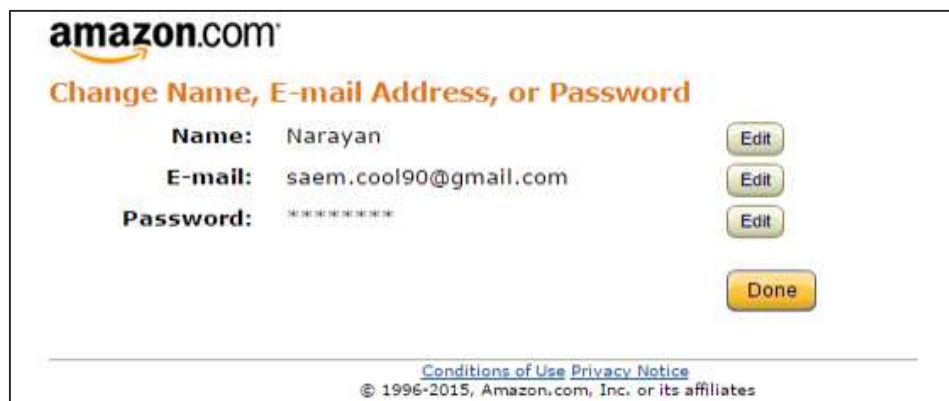 amazon.com
Change Name, E-mail Address, or Password
Name: Narayan Edit
E-mail: saem.cool90@gmail.com Edit
Password: ******** Edit
Done
Conditions of Use Privacy Notice
© 1996-2015, Amazon.com, Inc. or its affiliates